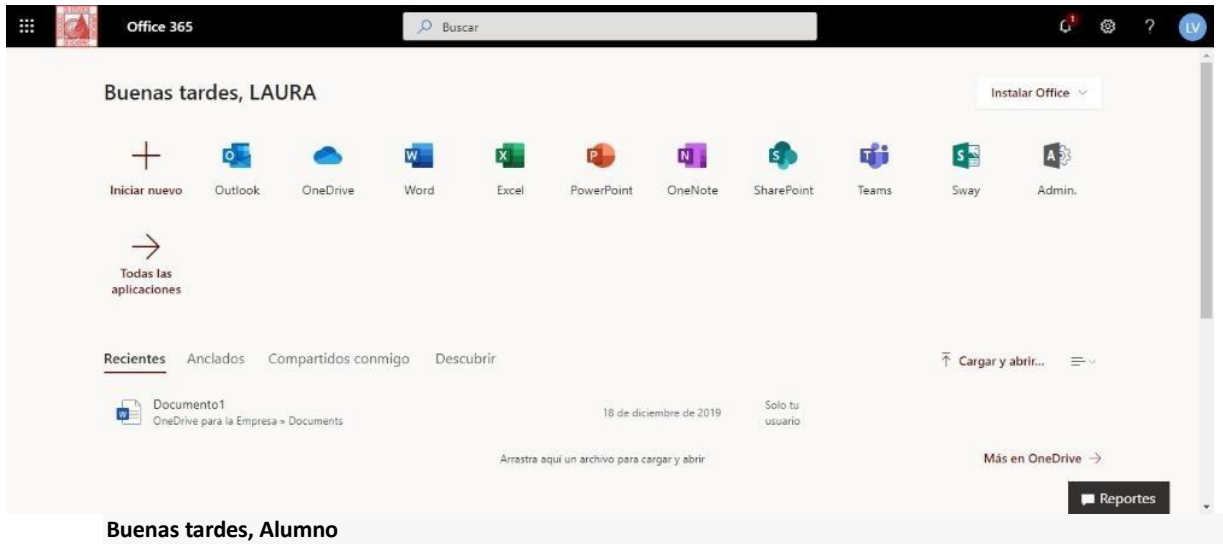 Office 365
Buscar
1
?
LV
Buenas tardes, LAURA
Instalar Office
Iniciar nuevo
Outlook
OneDrive
Word
Excel
PowerPoint
OneNote
SharePoint
Teams
Sway
Admin.
Todas las
aplicaciones
Recientes Anclados Compartidos conmigo Descubrir
Cargar y abrir...
Documento1
OneDrive para la Empresa » Documents
18 de diciembre de 2019
Solo tu
usuario
Arrastra aquí un archivo para cargar y abrir
Más en OneDrive
Reportes
Buenas tardes, Alumno